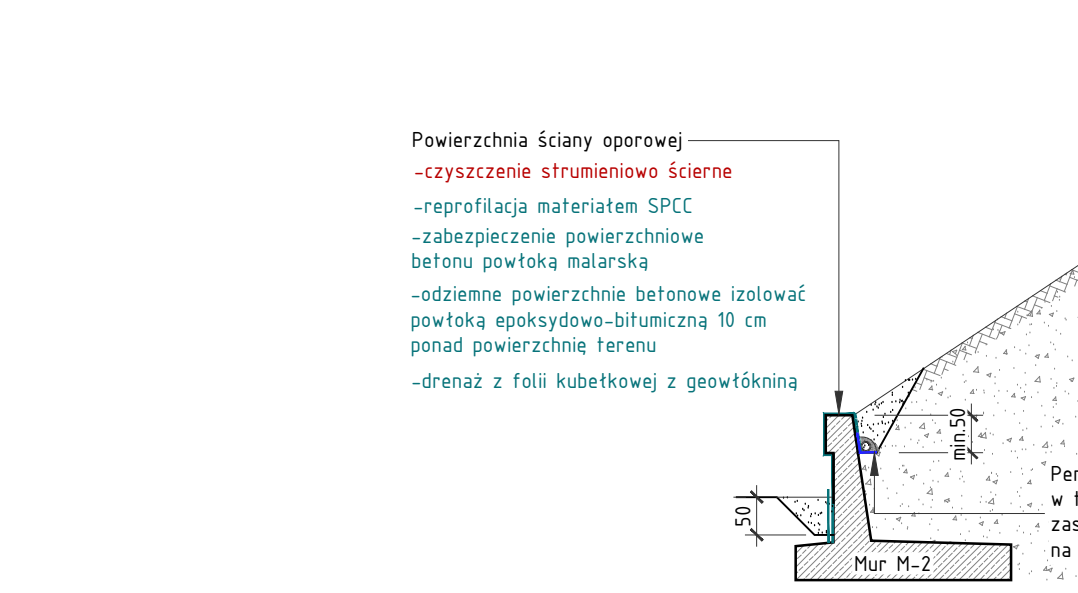 Powierzchnia ściany oporowej
-czyszczenie strumieniowo ścierne
-reprofilacja materiałem SPCC
-zabezpieczenie powierzchniowe
betonu powłoką malarską
-odziemne powierzchnie betonowe izolować
powłoką epoksydowo-bitumiczną 10 cm
ponad powierzchnię terenu
-drenaż z folii kubełkowej z geowłókniną
min.50
50
w
na
Mur M-2